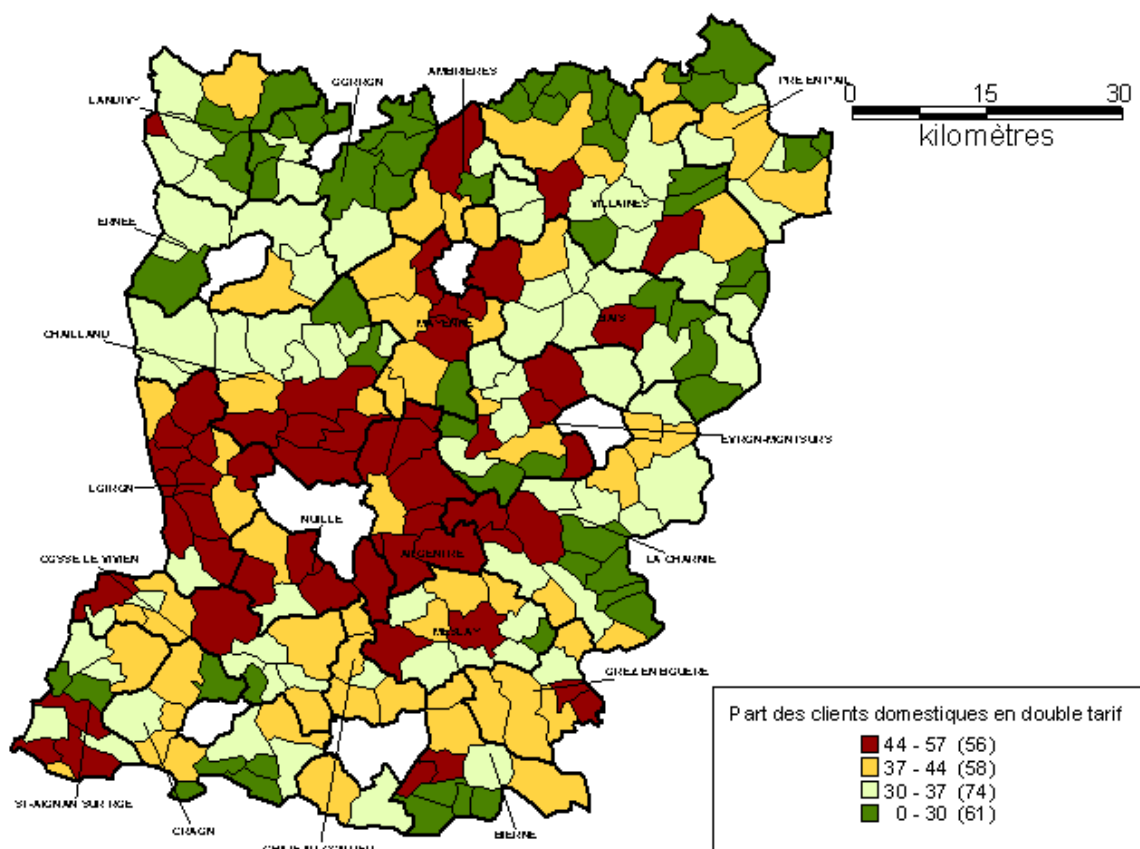 GORRON
AMBRIERES
PRE EN PAIL
LANDIVY
0 15 30
kilomètres
VILLAINES
ERNEE
MAYENNE
BAIS
CHAILLAND
EVRON-MONTSURS
LOIRON
NUILLE
ARGENTRE
COSSE LE VIVIEN
LA CHARNIE
MESLAY
GREZ EN BOUERE
Part des clients domestiques en double tarif
44 - 57 (56)
37 - 44 (58)
30 - 37 (74)
0 - 30 (61)
ST-AIGNAN SUR ROE
CRAON
BIERNE